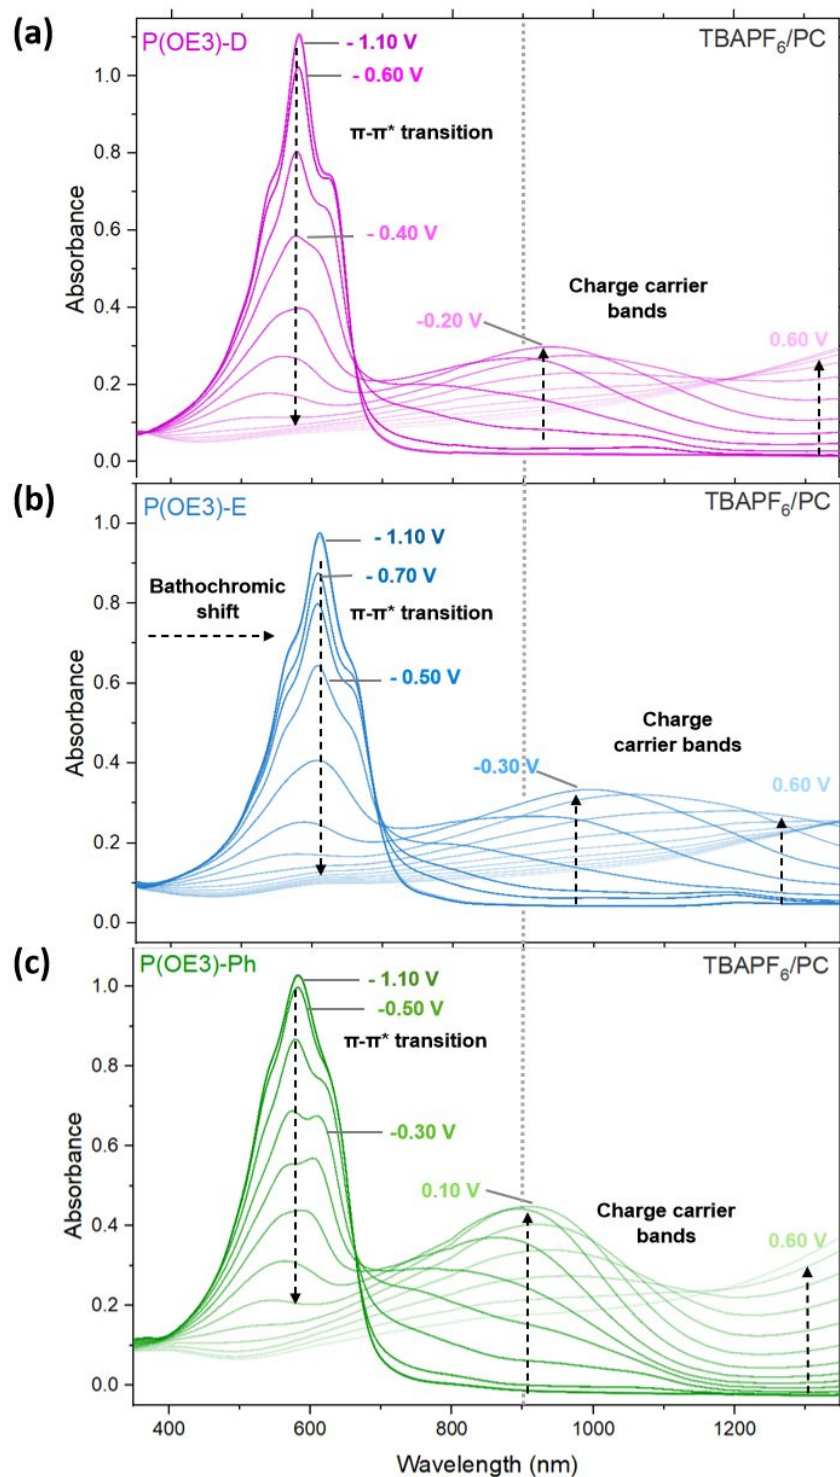 (a)
P(OE3)-D
TBAPF₆/PC
- 1.10 V
- 0.60 V
π-π* transition
- 0.40 V
-0.20 V
Charge carrier
bands
0.60 V
Absorbance
1.0
0.8
0.6
0.4
0.2
0.0
(b)
P(OE3)-E
TBAPF₆/PC
- 1.10 V
- 0.70 V
Bathochromic
shift
π-π* transition
- 0.50 V
Charge
carrier bands
-0.30 V
0.60 V
Absorbance
1.0
0.8
0.6
0.4
0.2
0.0
(c)
P(OE3)-Ph
TBAPF₆/PC
- 1.10 V
-0.50 V
π-π* transition
-0.30 V
0.10 V
Charge carrier
bands
0.60 V
Absorbance
1.0
0.8
0.6
0.4
0.2
0.0
400 600 800 1000 1200
Wavelength (nm)